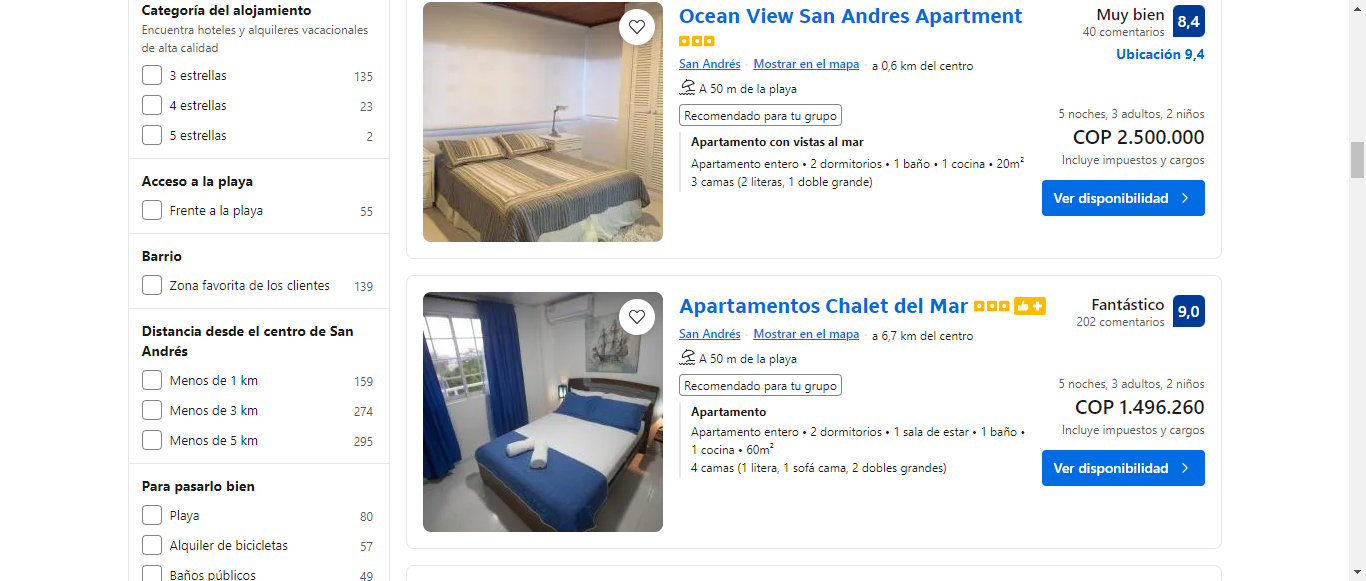 Categoría del alojamiento
Encuentra hoteles y alquileres vacacionales
de alta calidad
3 estrellas 135
4 estrellas 23
5 estrellas 2
Acceso a la playa
Frente a la playa 55
Barrio
Zona favorita de los clientes 139
Distancia desde el centro de San
Andrés
Menos de 1 km 159
Menos de 3 km 274
Menos de 5 km 295
Para pasarlo bien
Playa 80
Alquiler de bicicletas 57
Baños públicos 49
Ocean View San Andres Apartment
San Andrés · Mostrar en el mapa · a 0,6 km del centro
A 50 m de la playa
Recomendado para tu grupo
Apartamento con vistas al mar
Apartamento entero • 2 dormitorios • 1 baño • 1 cocina • 20m²
3 camas (2 literas, 1 doble grande)
Muy bien 8,4
40 comentarios
Ubicación 9,4
5 noches, 3 adultos, 2 niños
COP 2.500.000
Incluye impuestos y cargos
Ver disponibilidad
Apartamentos Chalet del Mar
San Andrés · Mostrar en el mapa · a 6,7 km del centro
A 50 m de la playa
Recomendado para tu grupo
Apartamento
Apartamento entero • 2 dormitorios • 1 sala de estar • 1 baño •
1 cocina • 60m²
4 camas (1 litera, 1 sofá cama, 2 dobles grandes)
Fantástico 9,0
202 comentarios
5 noches, 3 adultos, 2 niños
COP 1.496.260
Incluye impuestos y cargos
Ver disponibilidad